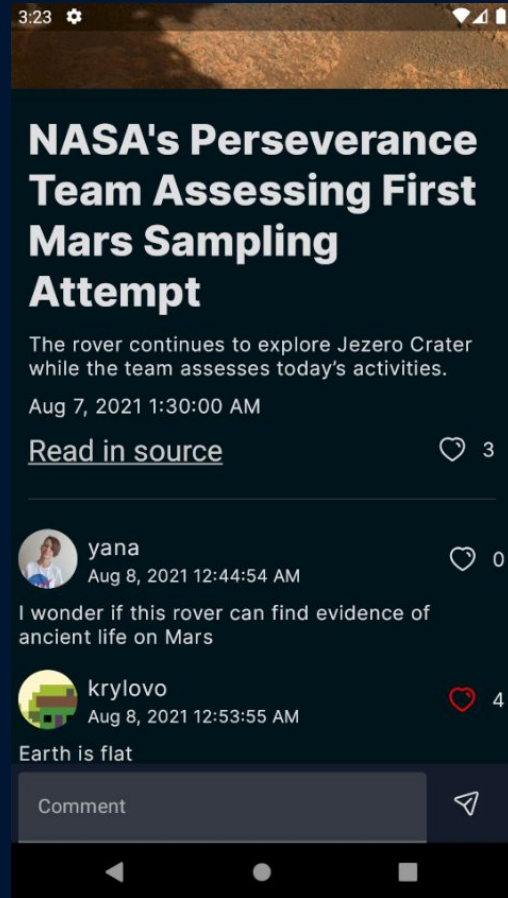 3:23
NASA's Perseverance
Team Assessing First
Mars Sampling
Attempt
The rover continues to explore Jezero Crater
while the team assesses today’s activities.
Aug 7, 2021 1:30:00 AM
Read in source 3
yana
Aug 8, 2021 12:44:54 AM 0
I wonder if this rover can find evidence of
ancient life on Mars
krylovo
Aug 8, 2021 12:53:55 AM 4
Earth is flat
Comment